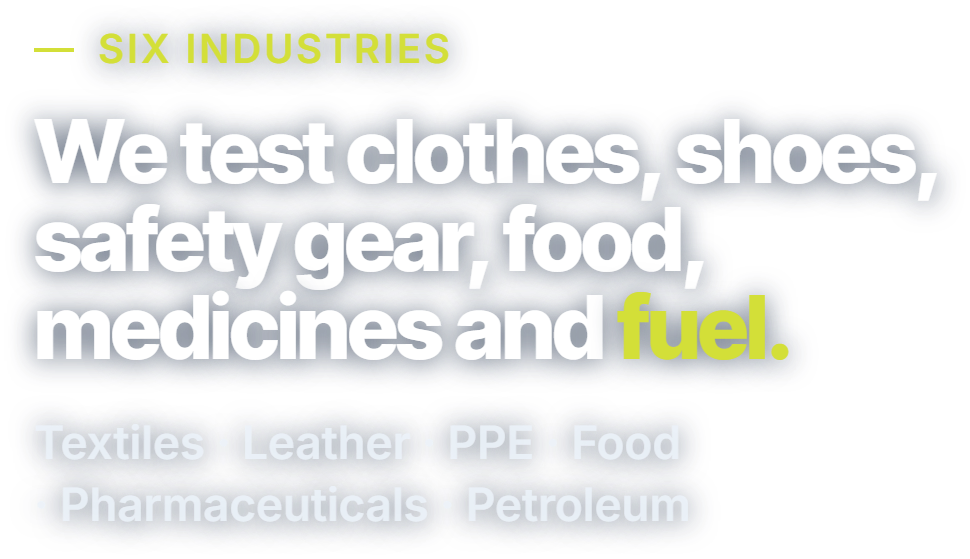 — SIX INDUSTRIES
We test clothes, shoes,
safety gear, food,
medicines and fuel.
Textiles Leather PPE Food
Pharmaceuticals Petroleum